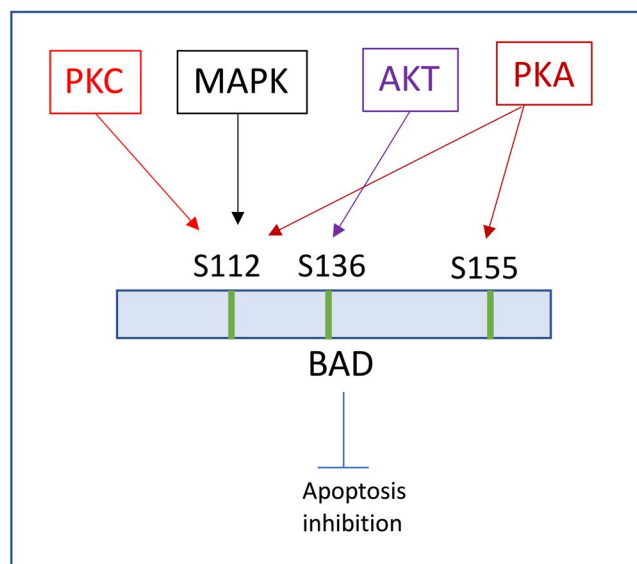 PKC
MAPK
AKT
PKA
S112
S136
S155
BAD
Apoptosis
inhibition